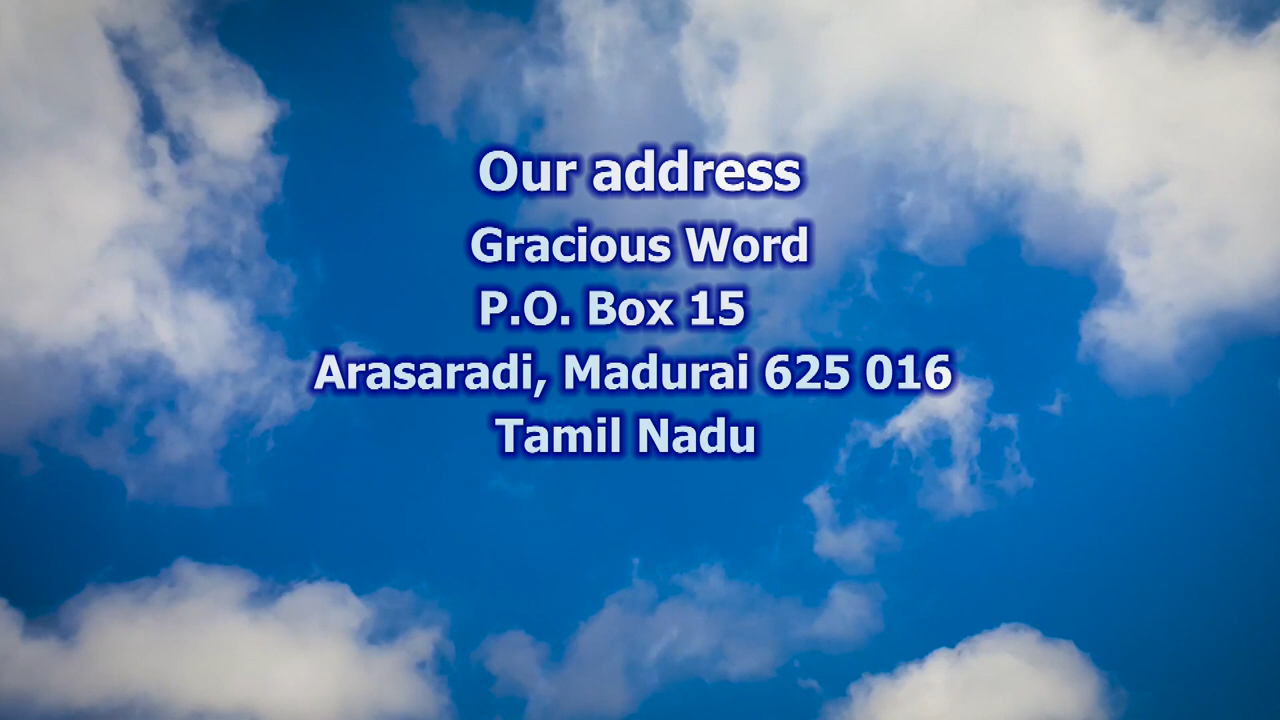 Our address
Gracious Word
P.O. Box 15
Arasaradi, Madurai 625 016
Tamil Nadu